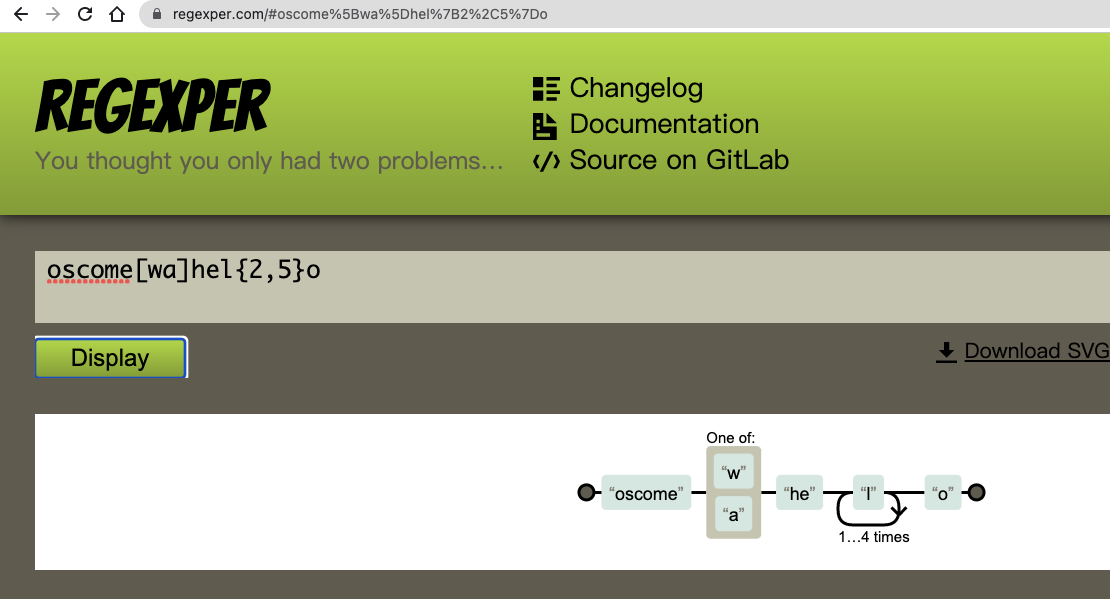 regexper.com/#oscome%5Bwa%5Dhel%7B2%2C5%7Do
REGEXPER
You thought you only had two problems...
Changelog
Documentation
Source on GitLab
oscome[wa]hel{2,5}o
Display
Download SVG
One of:
“oscome” “w” “he” “l” “o”
“a”
1...4 times